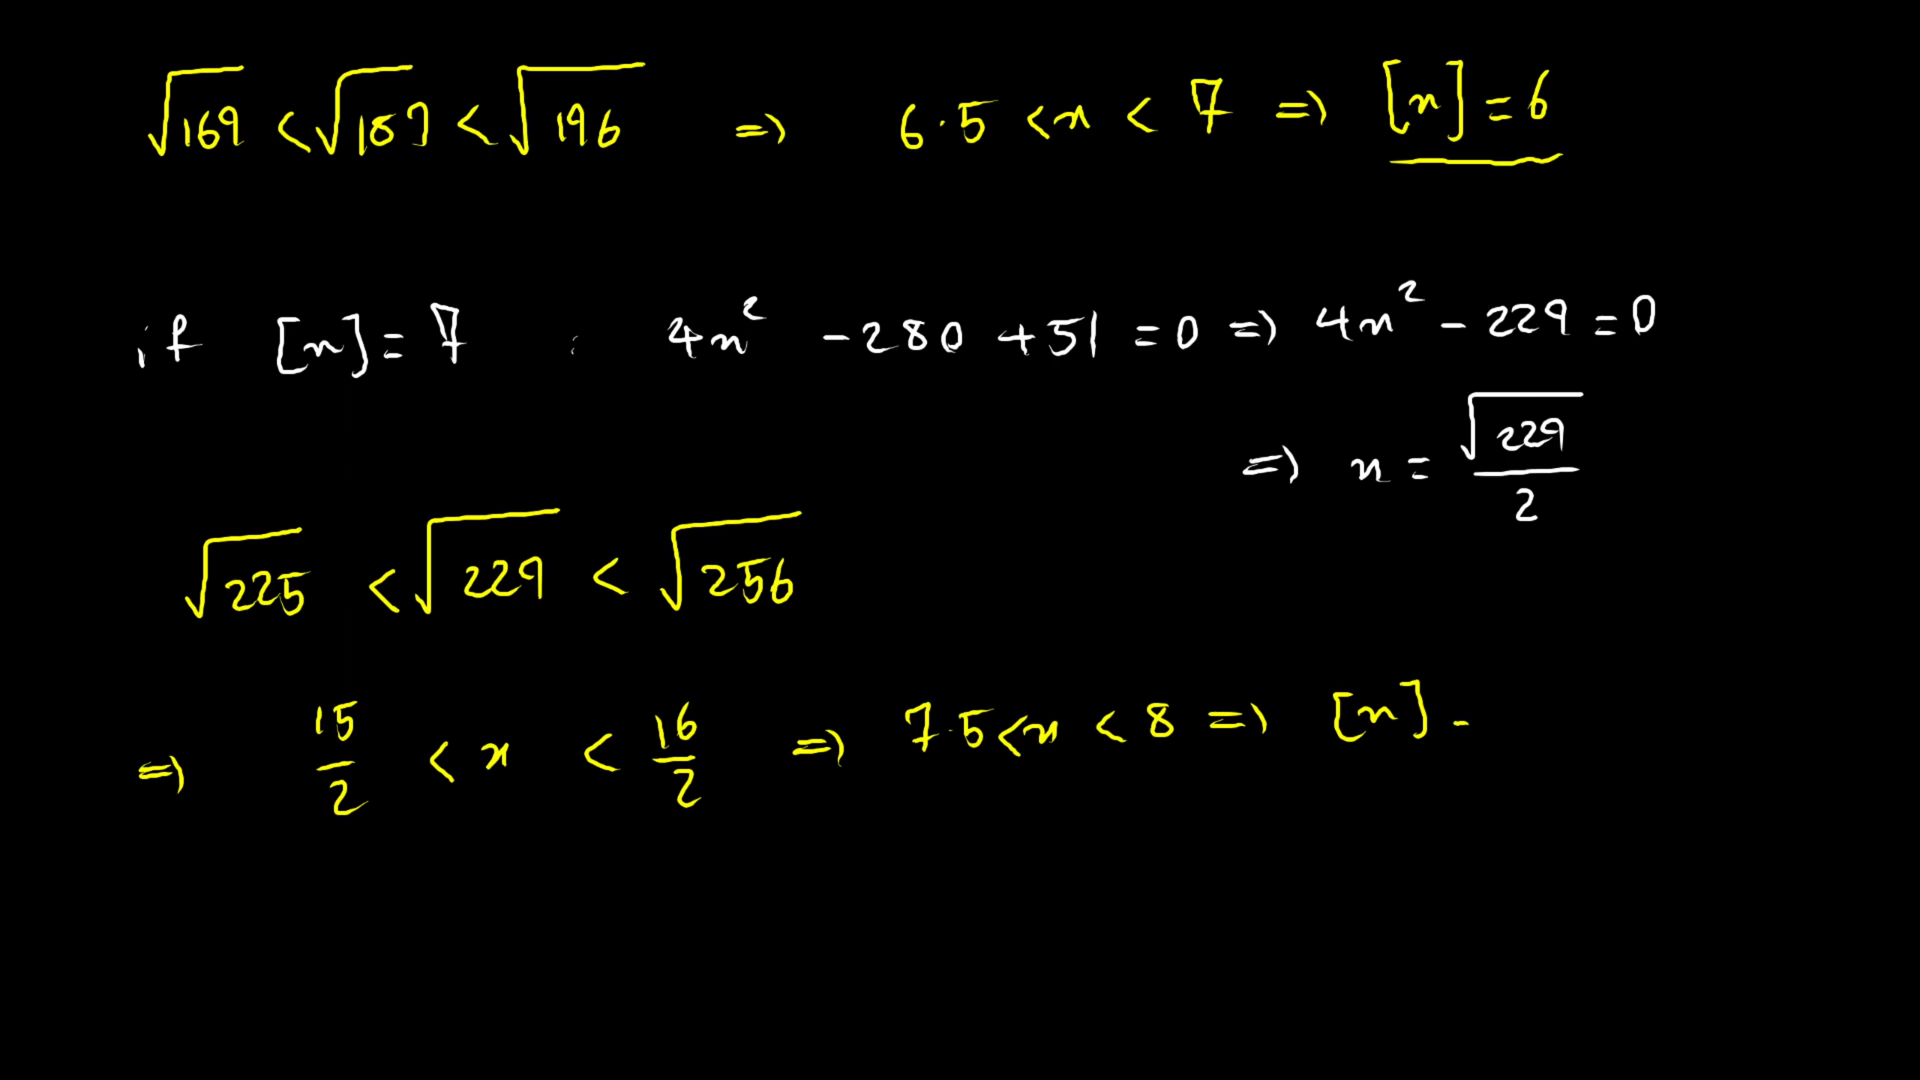 √169 < √187 < √196 => 6.5 < x < 7 => [x] = 6
if [x] = 7 : 4x² - 280 + 51 = 0 => 4x² - 229 = 0
=> x = √229/2
√225 < √229 < √256
=> 15/2 < x < 16/2 => 7.5 < x < 8 => [x] -